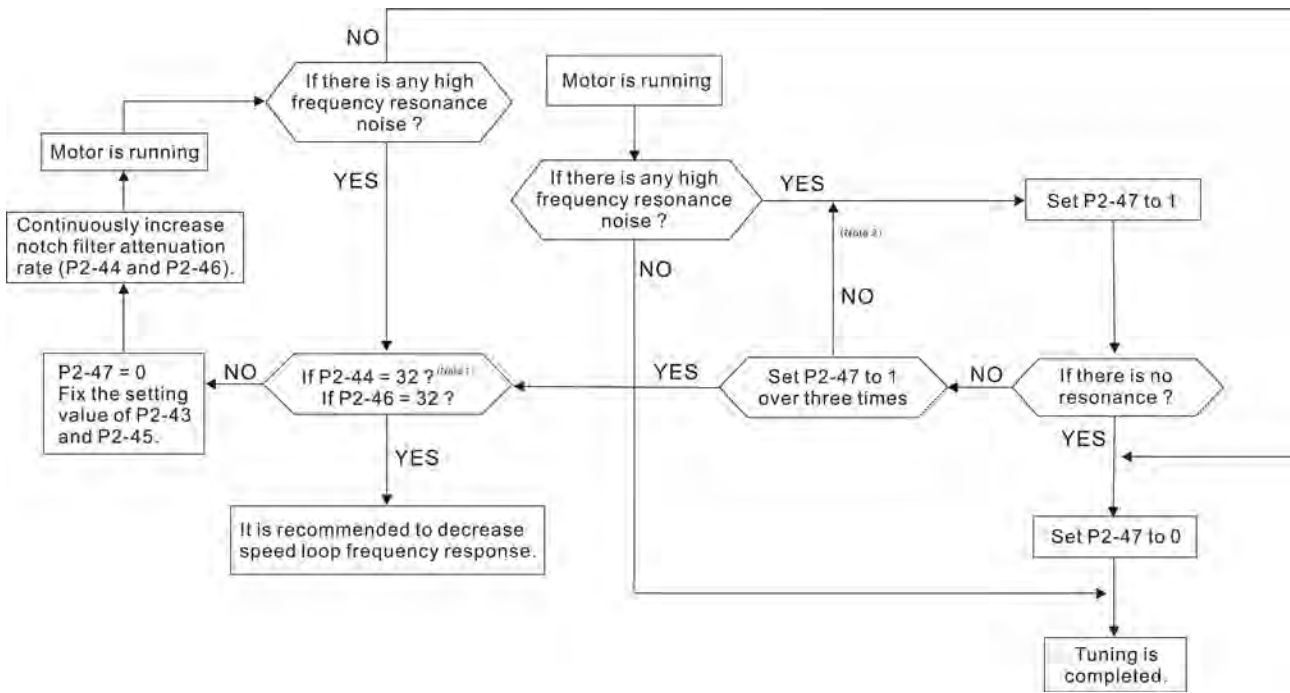 NO
If there is any high
frequency resonance
noise ?
Motor is running
Motor is running
YES
If there is any high
frequency resonance
noise ?
YES
Set P2-47 to 1
Continuously increase
notch filter attenuation
rate (P2-44 and P2-46).
(Note 2)
NO
NO
P2-47 = 0
Fix the setting
value of P2-43
and P2-45.
NO
If P2-44 = 32 ? (Note 1)
If P2-46 = 32 ?
YES
Set P2-47 to 1
over three times
NO
If there is no
resonance ?
YES
YES
It is recommended to decrease
speed loop frequency response.
Set P2-47 to 0
Tuning is
completed.